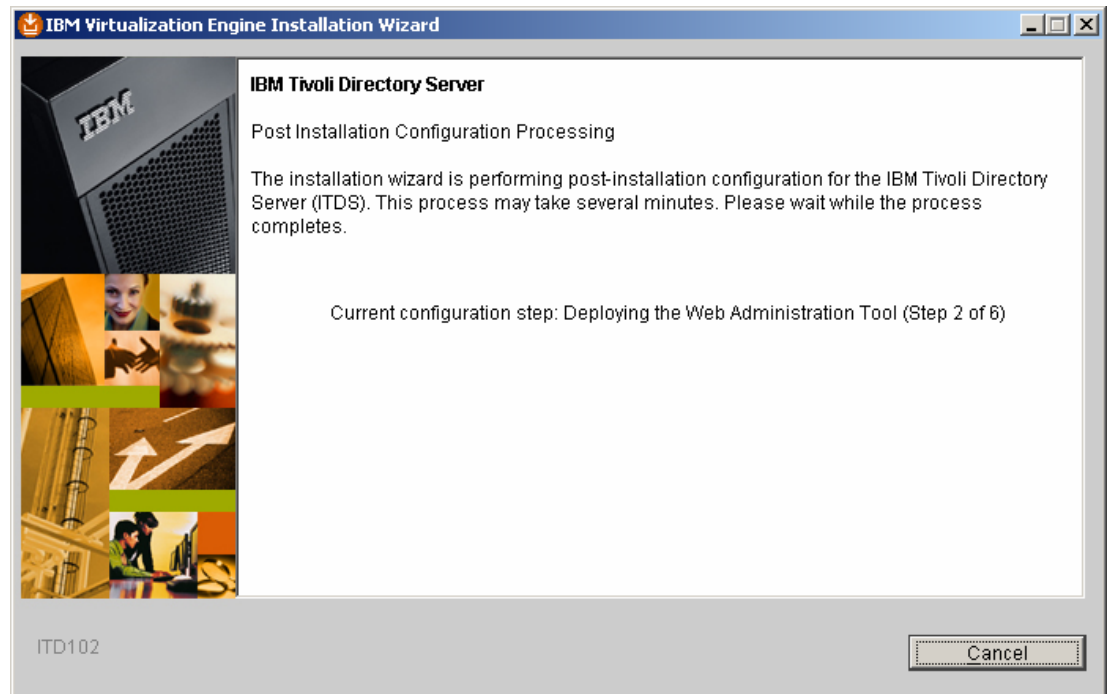 IBM Virtualization Engine Installation Wizard
IBM
IBM Tivoli Directory Server
Post Installation Configuration Processing
The installation wizard is performing post-installation configuration for the IBM Tivoli Directory
Server (ITDS). This process may take several minutes. Please wait while the process
completes.
Current configuration step: Deploying the Web Administration Tool (Step 2 of 6)
ITD102
Cancel